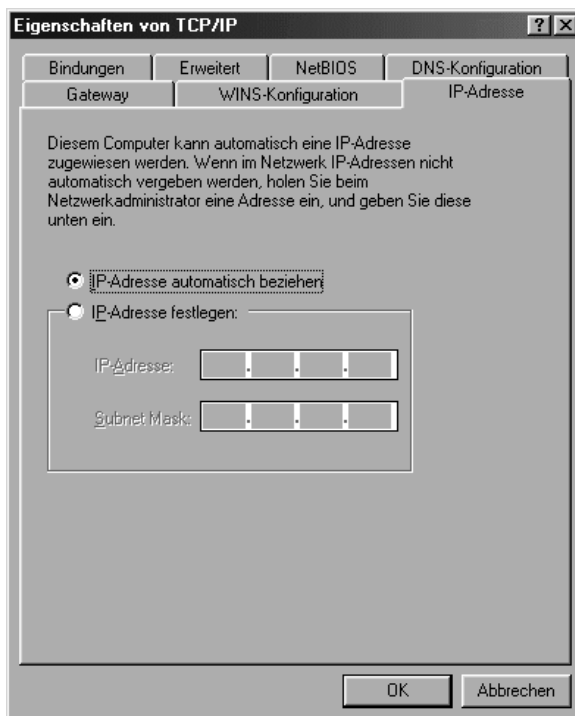 Eigenschaften von TCP/IP
Bindungen
Erweitert
NetBIOS
DNS-Konfiguration
Gateway
WINS-Konfiguration
IP-Adresse
Diesem Computer kann automatisch eine IP-Adresse
zugewiesen werden. Wenn im Netzwerk IP-Adressen nicht
automatisch vergeben werden, holen Sie beim
Netzwerkadministrator eine Adresse ein, und geben Sie diese
unten ein.
IP-Adresse automatisch beziehen
IP-Adresse festlegen:
IP-Adresse:
Subnet Mask:
OK
Abbrechen